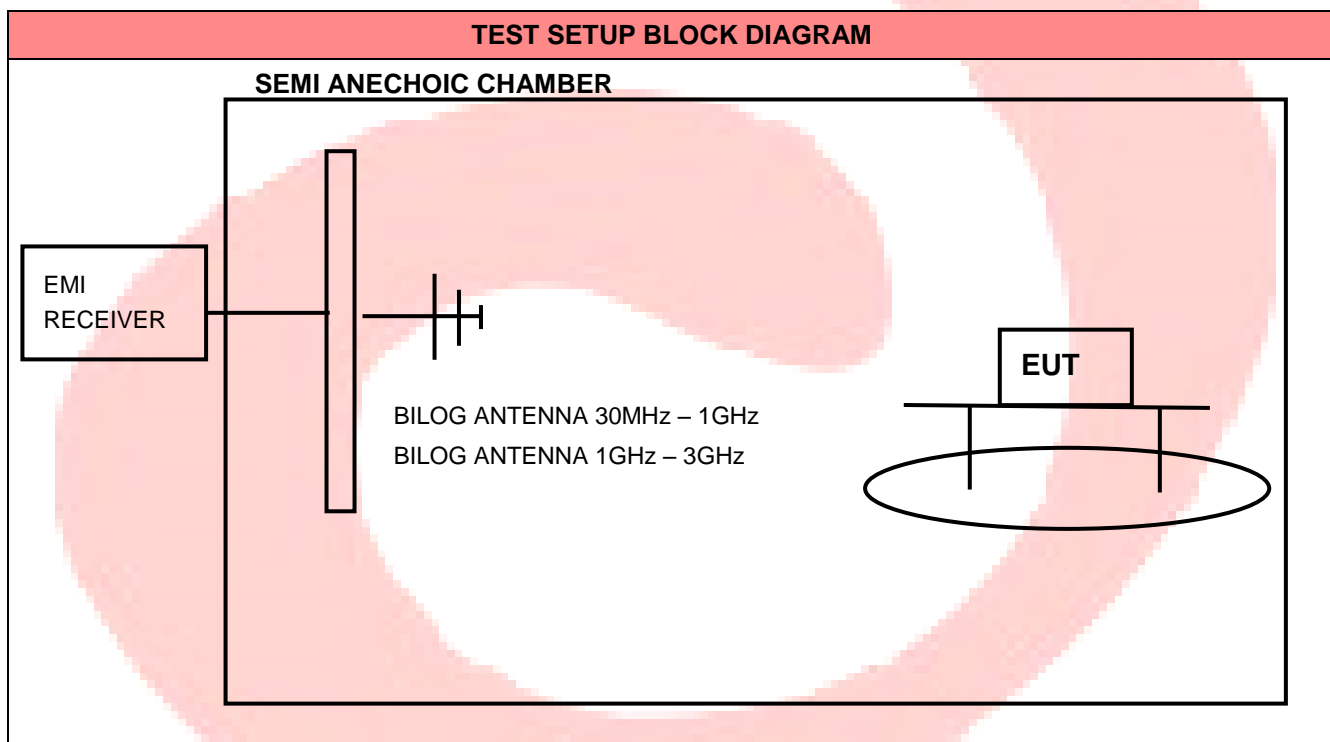 TEST SETUP BLOCK DIAGRAM
SEMI ANECHOIC CHAMBER
EMI
RECEIVER
EUT
BILOG ANTENNA 30MHz – 1GHz
BILOG ANTENNA 1GHz – 3GHz